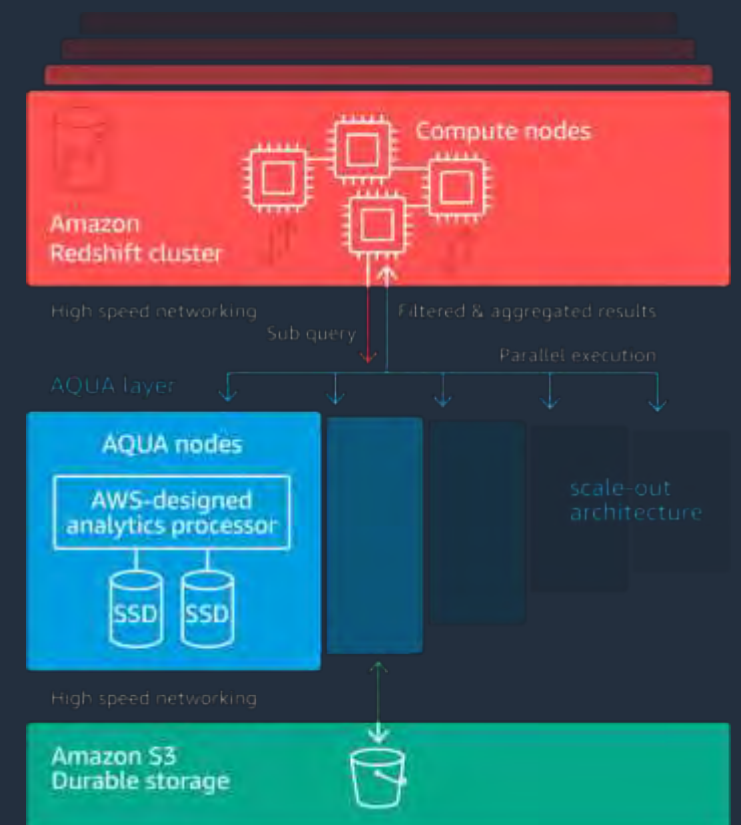 Compute nodes
Amazon
Redshift cluster
High speed networking
Filtered & aggregated results
Sub query
Parallel execution
AQUA layer
AQUA nodes
AWS-designed
analytics processor
SSD
SSD
scale-out
architecture
High speed networking
Amazon S3
Durable storage